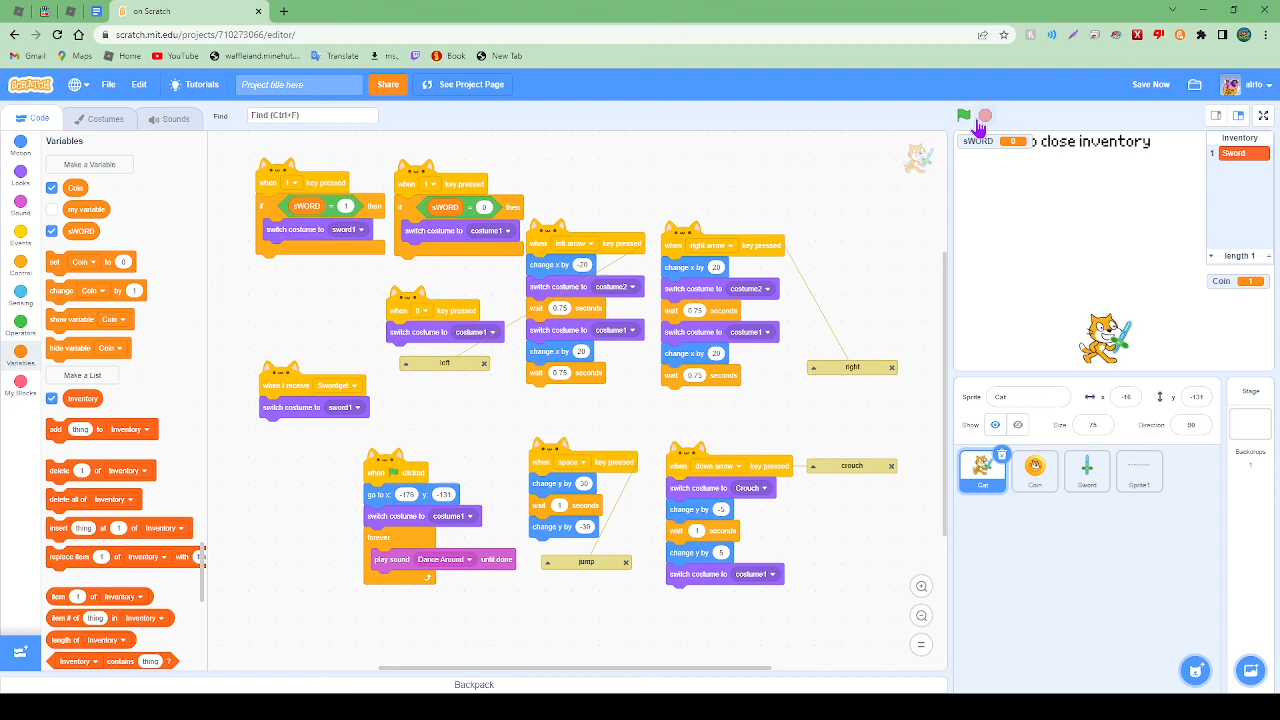 on Scratch
scratch.mit.edu/projects/710273066/editor/
Gmail Maps Home YouTube waffleland.minehut.... Translate ms, Book New Tab
SCRATCH File Edit Tutorials Project title here Share See Project Page Save Now alrfo
Code Costumes Sounds Find Find (Ctrl+F)
Variables
Make a Variable
Coin
my variable
sWORD
set Coin to 0
change Coin by 1
show variable Coin
hide variable Coin
Make a List
Inventory
add thing to Inventory
delete 1 of Inventory
delete all of Inventory
insert thing at 1 of Inventory
replace item 1 of Inventory with
item 1 of Inventory
item # of thing in Inventory
length of Inventory
Inventory contains thing ?
Motion
Looks
Sound
Events
Control
Sensing
Operators
Variables
My Blocks
when 1 key pressed
if sWORD = 1 then
switch costume to sword1
when 1 key pressed
if sWORD = 0 then
switch costume to costume1
when 0 key pressed
switch costume to costume1
left
when I receive Swordget
switch costume to sword1
when left arrow key pressed
change x by -20
switch costume to costume2
wait 0.75 seconds
switch costume to costume1
change x by 20
wait 0.75 seconds
when right arrow key pressed
change x by 20
switch costume to costume2
wait 0.75 seconds
switch costume to costume1
change x by 20
wait 0.75 seconds
right
when clicked
go to x: -176 y: -131
switch costume to costume1
forever
play sound Dance Around until done
when space key pressed
change y by 30
wait 1 seconds
change y by -30
jump
when down arrow key pressed
switch costume to Crouch
change y by -5
wait 1 seconds
change y by 5
switch costume to costume1
crouch
Backpack
sWORD 0
o close inventory
Inventory
1 Sword
+ length 1 =
Coin 1
Sprite Cat x -16 y -131
Show Size 75 Direction 90
Cat Coin Sword Sprite1
Stage
Backdrops
1